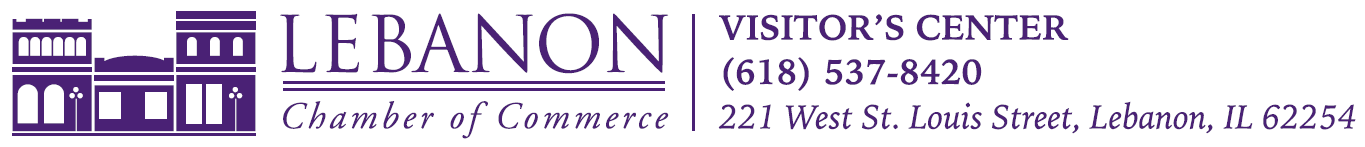 LEBANON
Chamber of Commerce
VISITOR’S CENTER
(618) 537-8420
221 West St. Louis Street, Lebanon, IL 62254